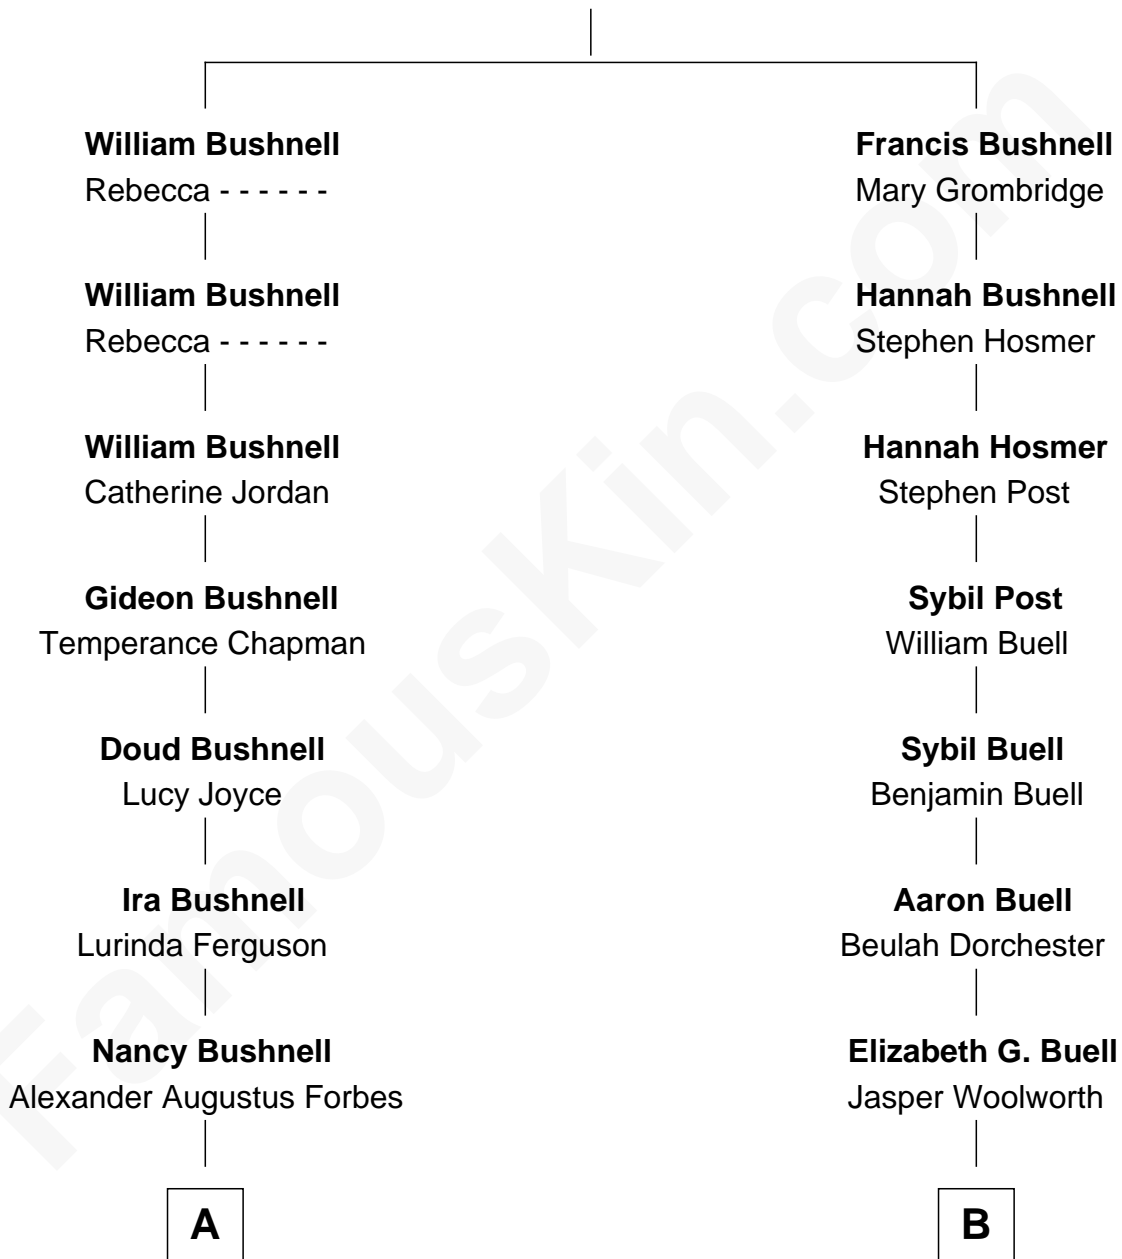 William Bushnell
Rebecca - - - - - -
William Bushnell
Rebecca - - - - - -
William Bushnell
Catherine Jordan
Gideon Bushnell
Temperance Chapman
Doud Bushnell
Lucy Joyce
Ira Bushnell
Lurinda Ferguson
Nancy Bushnell
Alexander Augustus Forbes
A
Francis Bushnell
Mary Grombridge
Hannah Bushnell
Stephen Hosmer
Hannah Hosmer
Stephen Post
Sybil Post
William Buell
Sybil Buell
Benjamin Buell
Aaron Buell
Beulah Dorchester
Elizabeth G. Buell
Jasper Woolworth
B
FamousKin.com